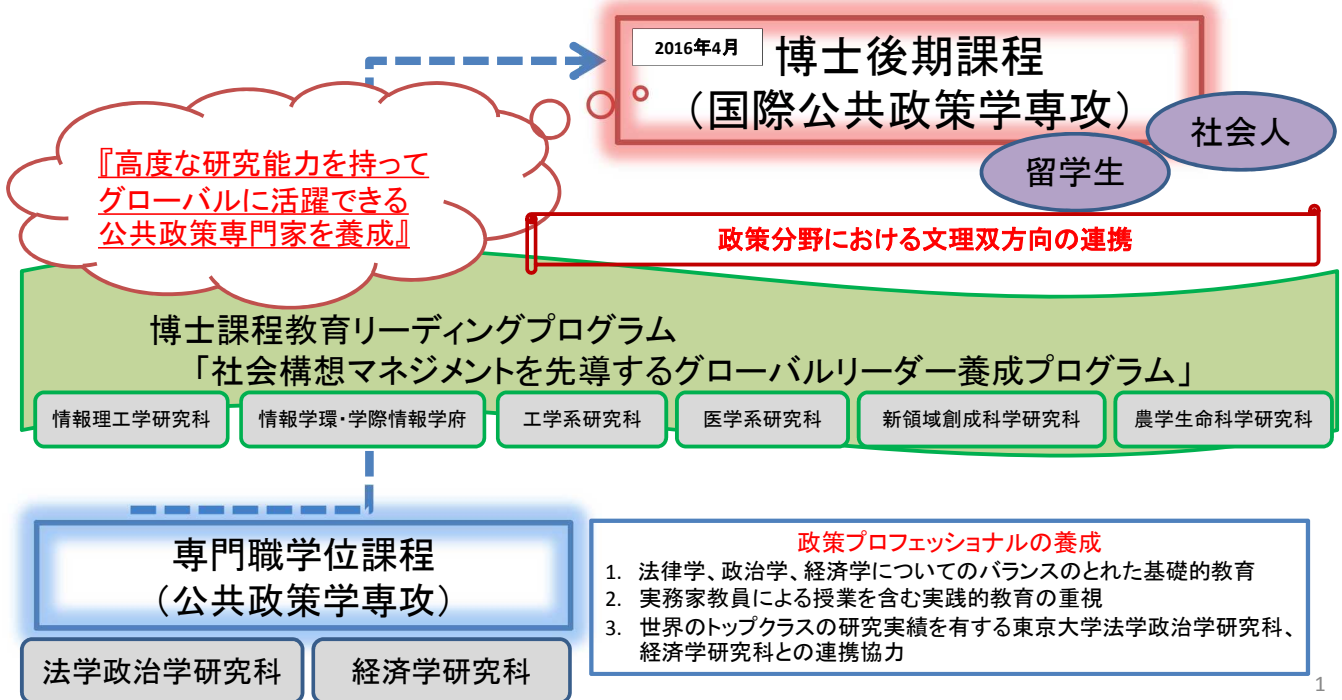 2016年4月
博士後期課程
（国際公共政策学専攻）
社会人
留学生
『高度な研究能力を持って
グローバルに活躍できる
公共政策専門家を養成』
政策分野における文理双方向の連携
博士課程教育リーディングプログラム
「社会構想マネジメントを先導するグローバルリーダー養成プログラム」
情報理工学研究科
情報学環・学際情報学府
工学系研究科
医学系研究科
新領域創成科学研究科
農学生命科学研究科
専門職学位課程
（公共政策学専攻）
法学政治学研究科
経済学研究科
政策プロフェッショナルの養成
1. 法律学、政治学、経済学についてのバランスのとれた基礎的教育
2. 実務家教員による授業を含む実践的教育の重視
3. 世界のトップクラスの研究実績を有する東京大学法学政治学研究科、
経済学研究科との連携協力
1